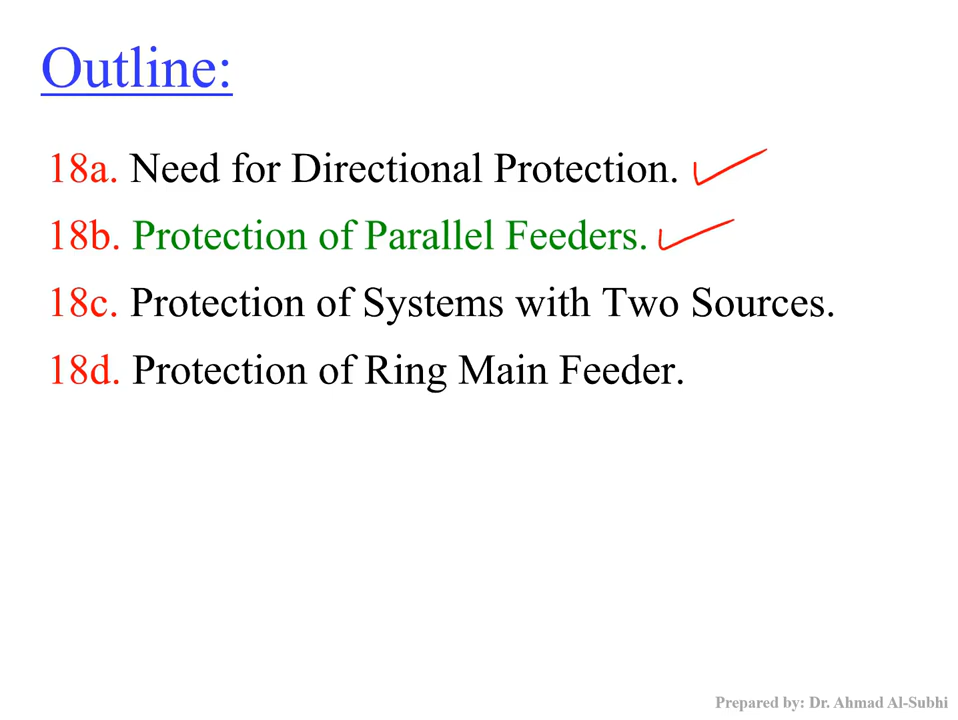 Outline:
18a. Need for Directional Protection.
18b. Protection of Parallel Feeders.
18c. Protection of Systems with Two Sources.
18d. Protection of Ring Main Feeder.
Prepared by: Dr. Ahmad Al-Subhi